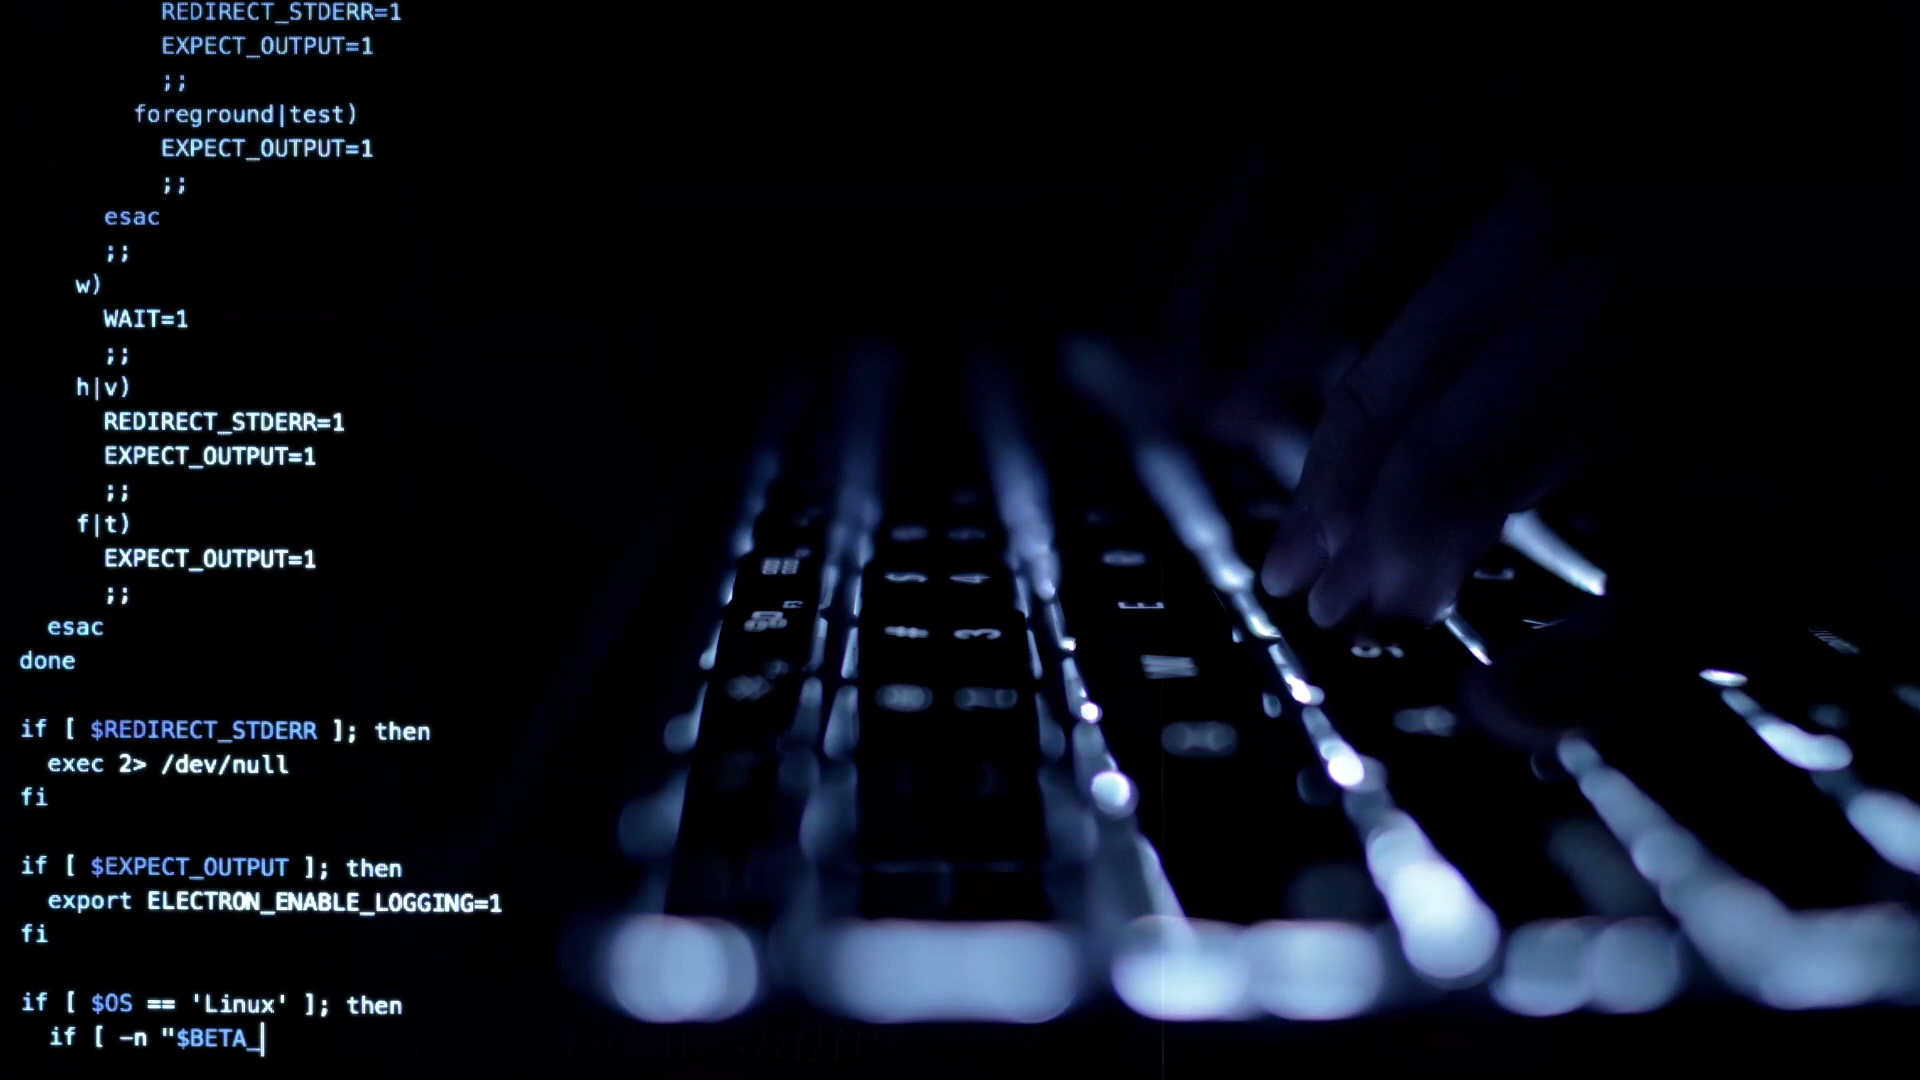 REDIRECT_STDERR=1
EXPECT_OUTPUT=1
;;
foreground|test)
EXPECT_OUTPUT=1
;;
esac
;;
w)
WAIT=1
;;
h|v)
REDIRECT_STDERR=1
EXPECT_OUTPUT=1
;;
f|t)
EXPECT_OUTPUT=1
;;
esac
done
if [ $REDIRECT_STDERR ]; then
exec 2> /dev/null
fi
if [ $EXPECT_OUTPUT ]; then
export ELECTRON_ENABLE_LOGGING=1
fi
if [ $OS == 'Linux' ]; then
if [ -n "$BETA_
4
#
3
E